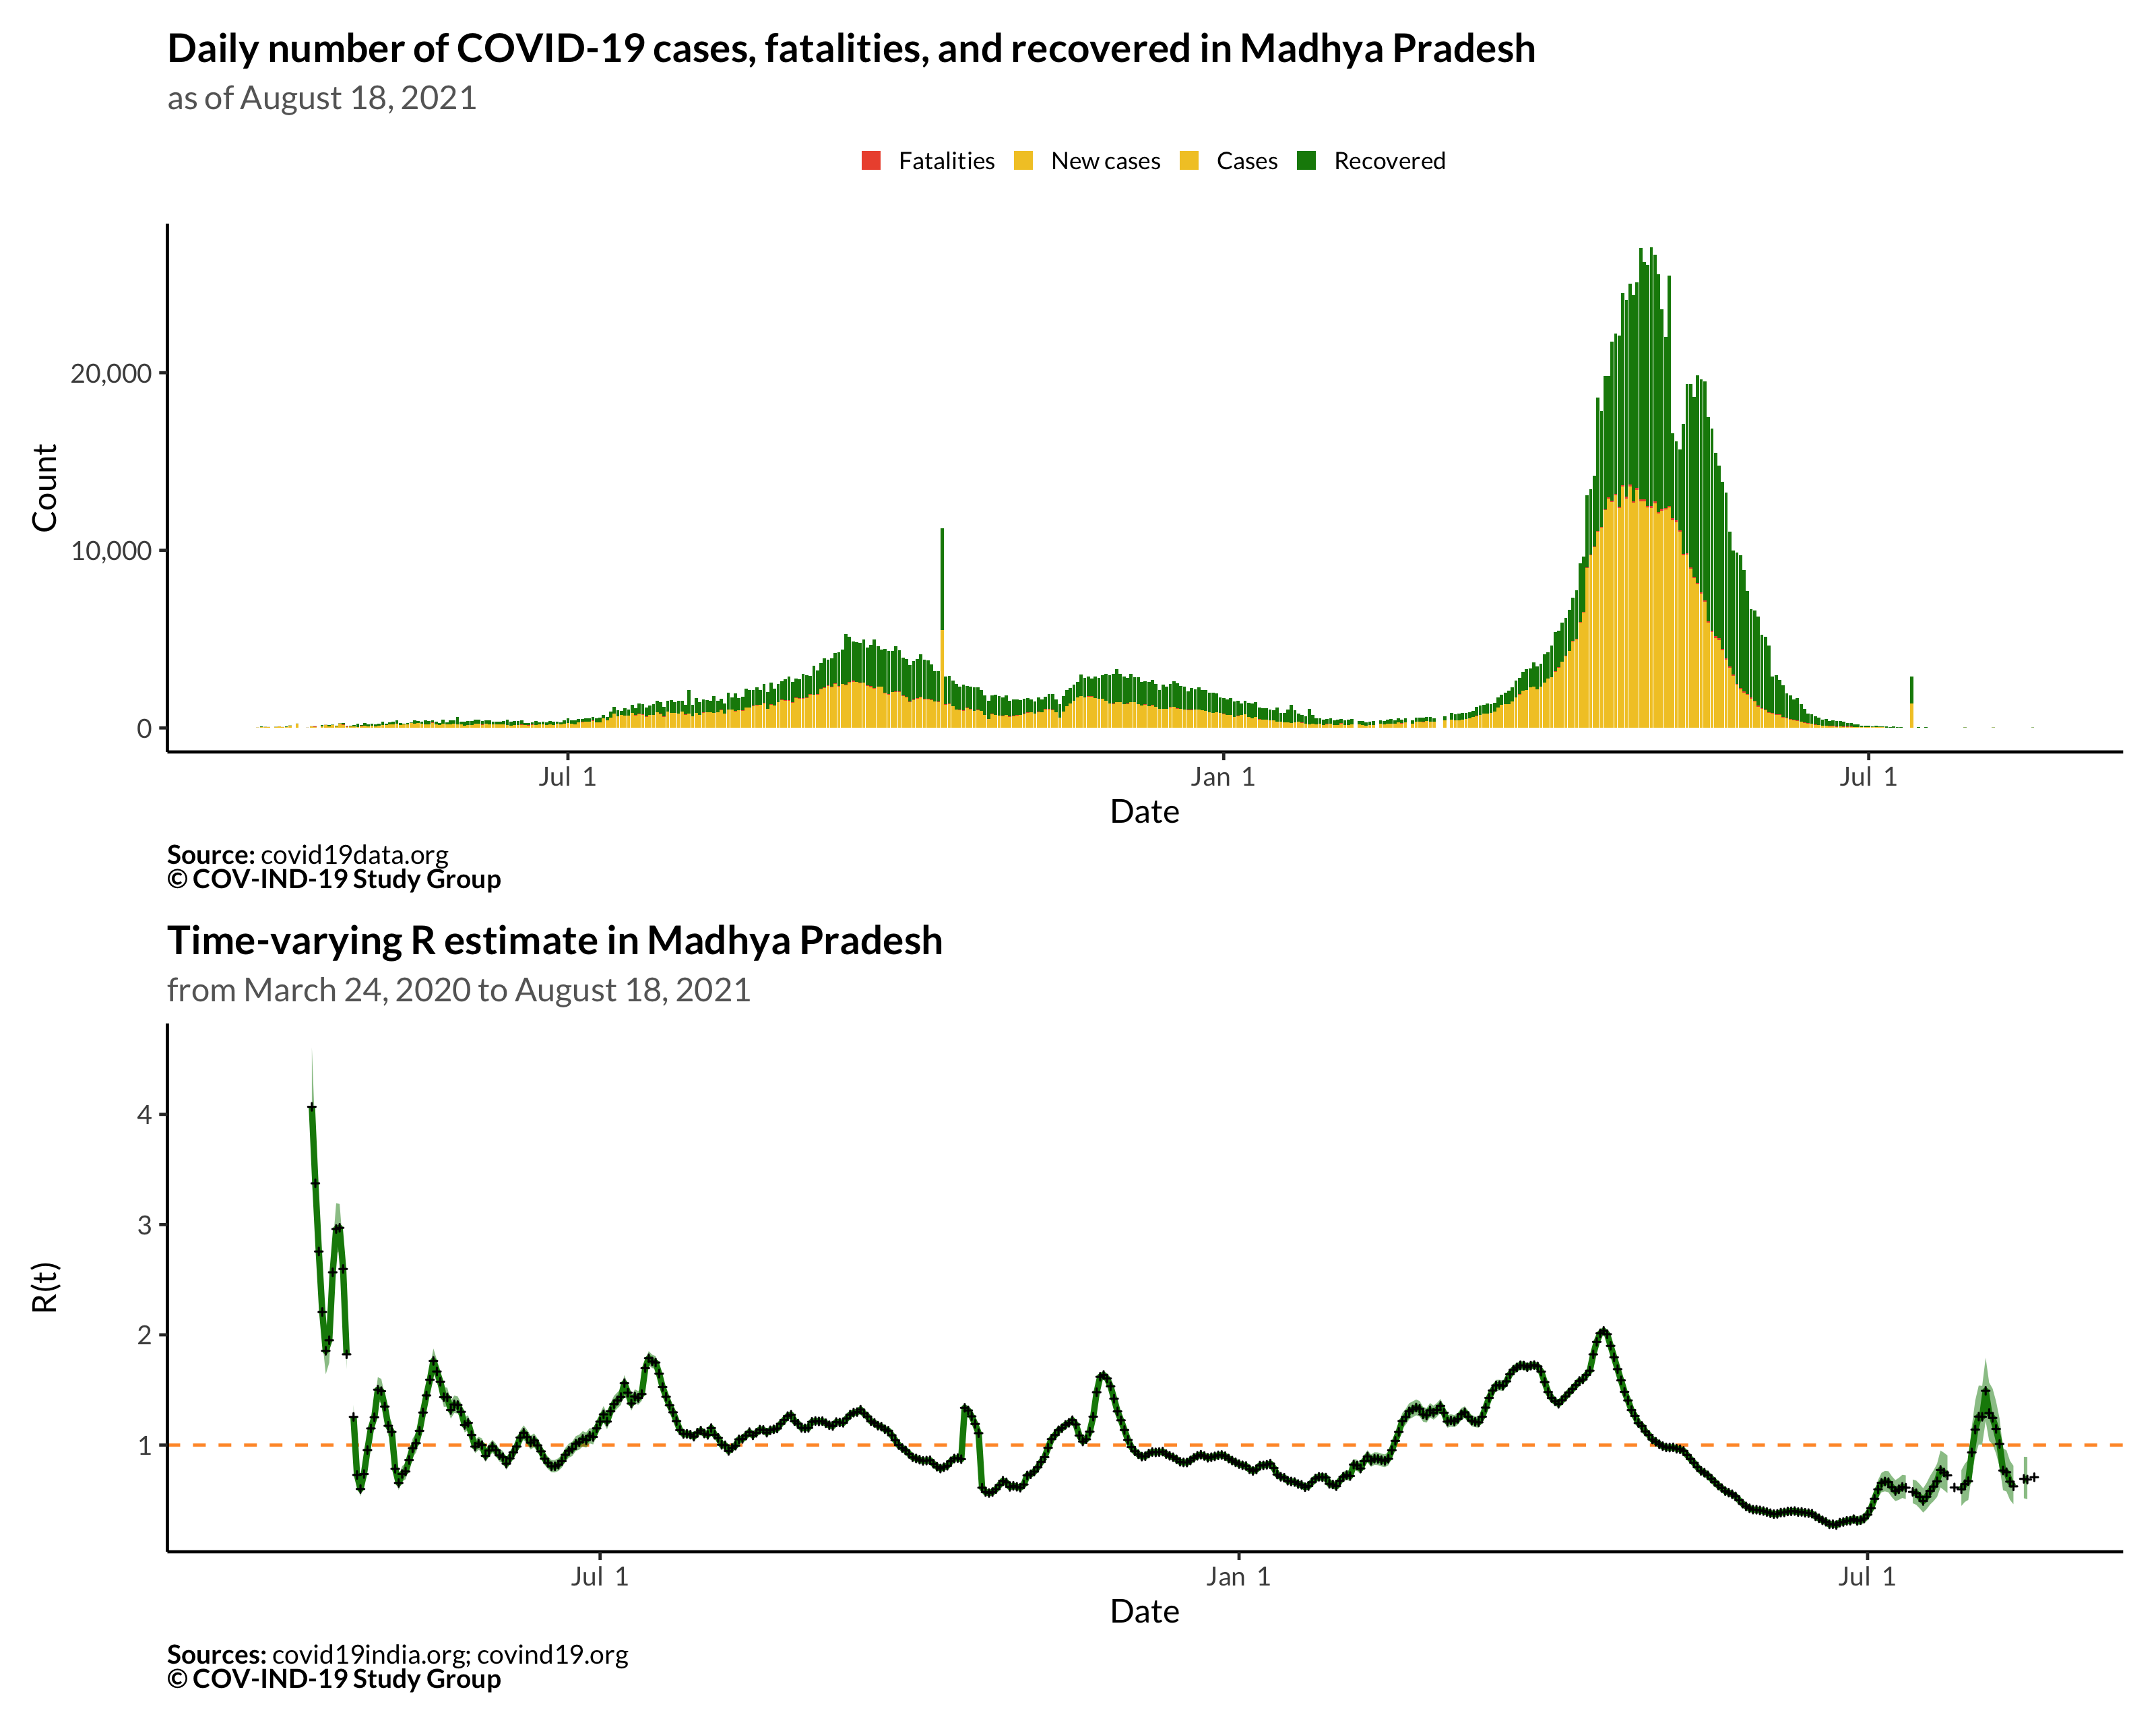 Daily number of COVID-19 cases, fatalities, and recovered in Madhya Pradesh
as of August 18, 2021
Fatalities New cases Cases Recovered
Count
20,000
10,000
0
Jul 1 Jan 1 Jul 1
Date
Source: covid19data.org
© COV-IND-19 Study Group
Time-varying R estimate in Madhya Pradesh
from March 24, 2020 to August 18, 2021
R(t)
4
3
2
1
Jul 1 Jan 1 Jul 1
Date
Sources: covid19india.org; covind19.org
© COV-IND-19 Study Group